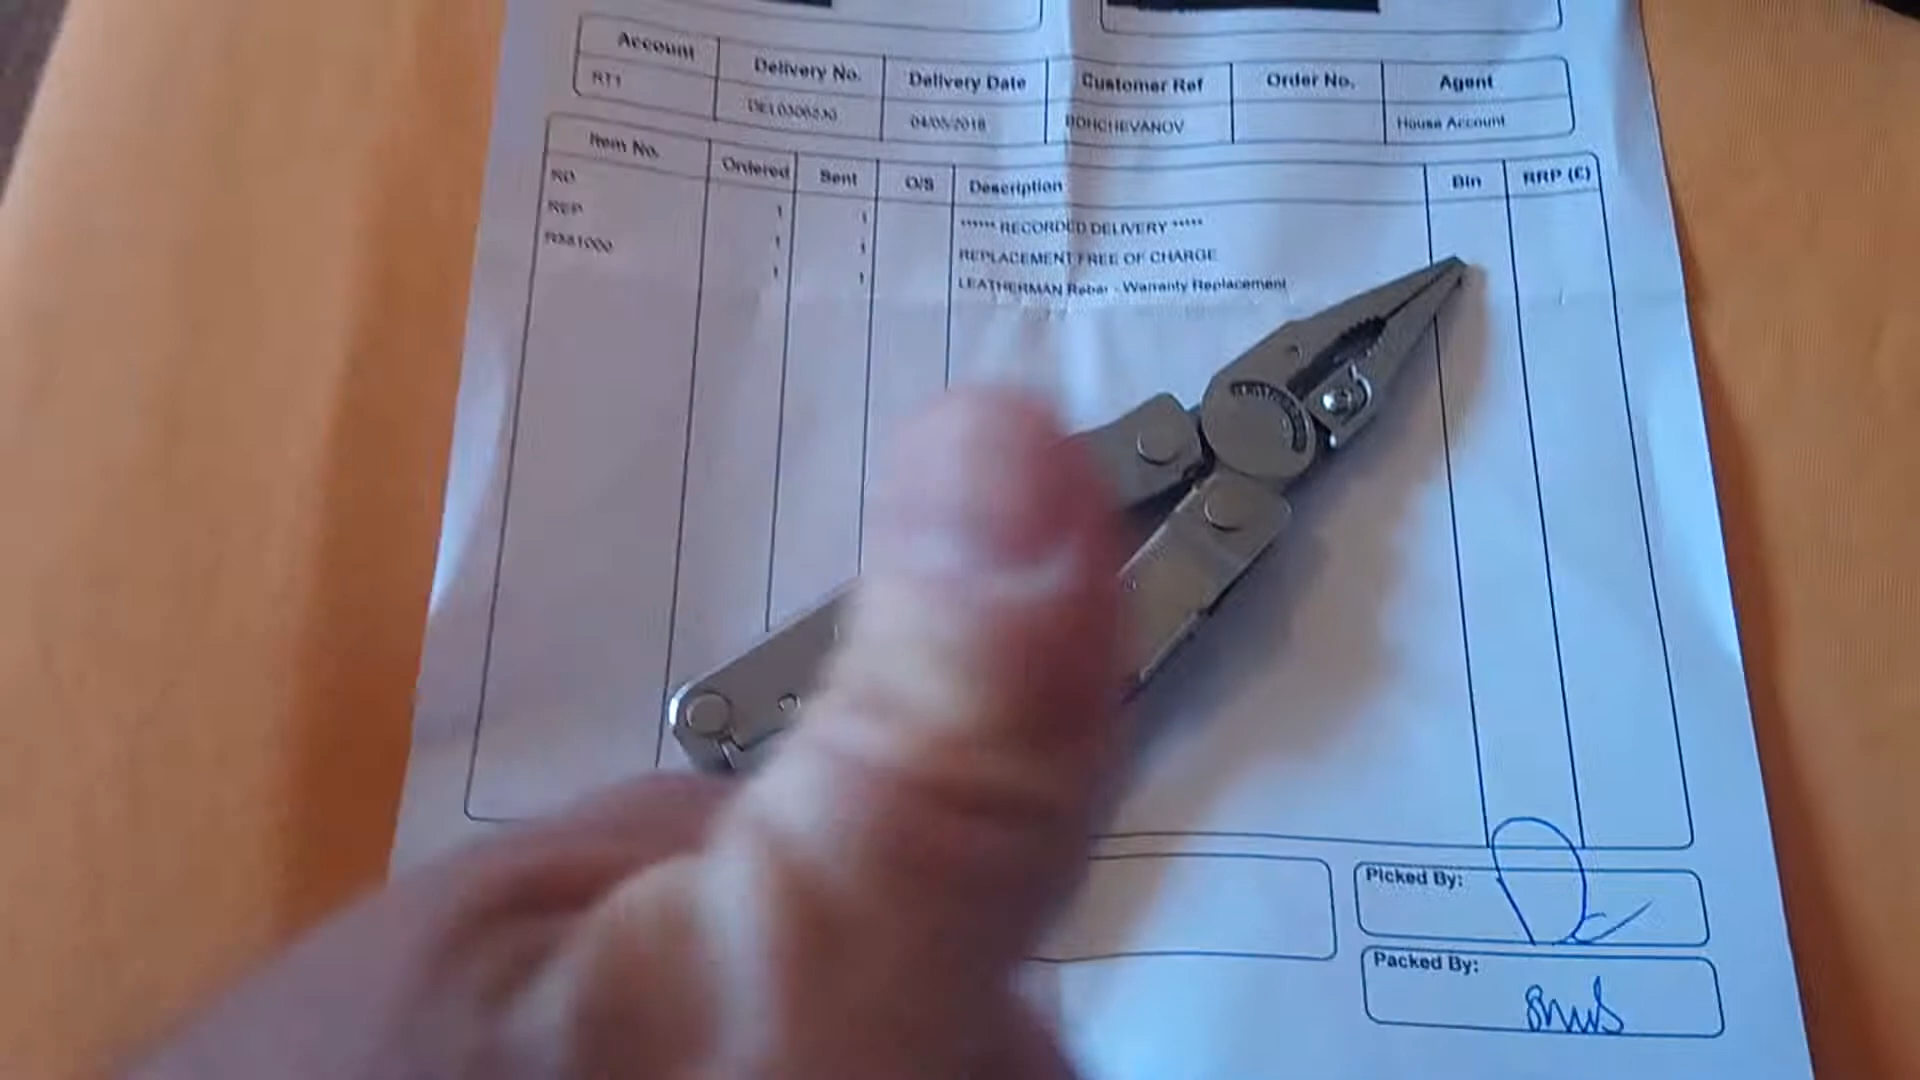 Account Delivery No. Delivery Date Customer Ref Order No. Agent
RT1 04/05/2018 BOHCHEVANOV House Account
Item No. Ordered Sent O/S Description Bin RRP (£)
RD 1 1 ***** RECORDED DELIVERY *****
REP 1 1 REPLACEMENT FREE OF CHARGE
1 1 LEATHERMAN Rebar - Warranty Replacement
Picked By:
Packed By: